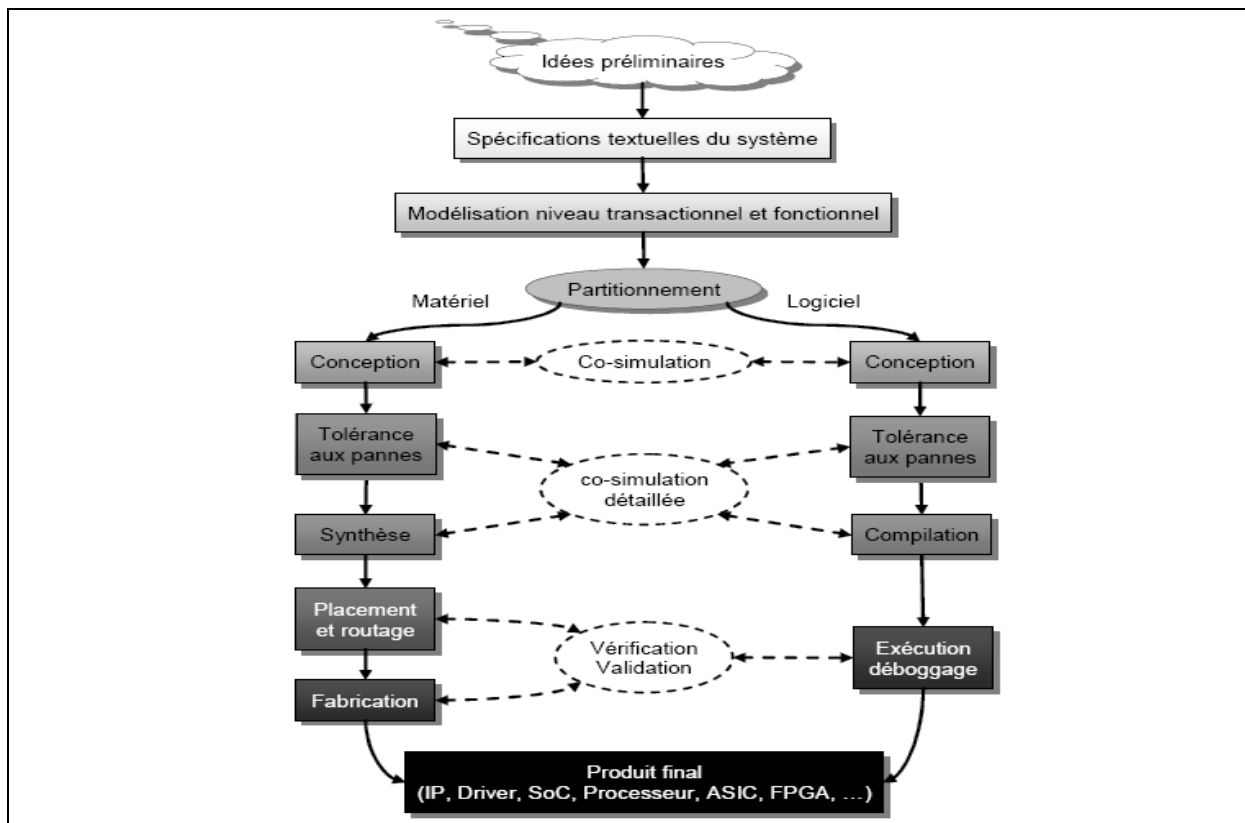 Idées préliminaires
Spécifications textuelles du système
Modélisation niveau transactionnel et fonctionnel
Partitionnement
Matériel
Logiciel
Conception
Co-simulation
Conception
Tolérance
aux pannes
Tolérance
aux pannes
co-simulation
détaillée
Synthèse
Compilation
Placement
et routage
Vérification
Validation
Exécution
déboggage
Fabrication
Produit final
(IP, Driver, SoC, Processeur, ASIC, FPGA, …)